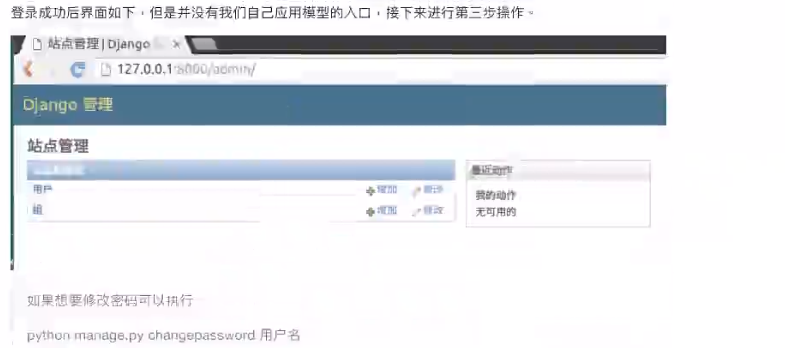 登录成功后界面如下，但是并没有我们自己应用模型的入口，接下来进行第三步操作。
站点管理 | Django
127.0.0.1:8000/admin/
Django 管理
站点管理
最近动作
用户 增加 修改
我的动作
组 增加 修改
无可用的
如果想要修改密码可以执行
python manage.py changepassword 用户名